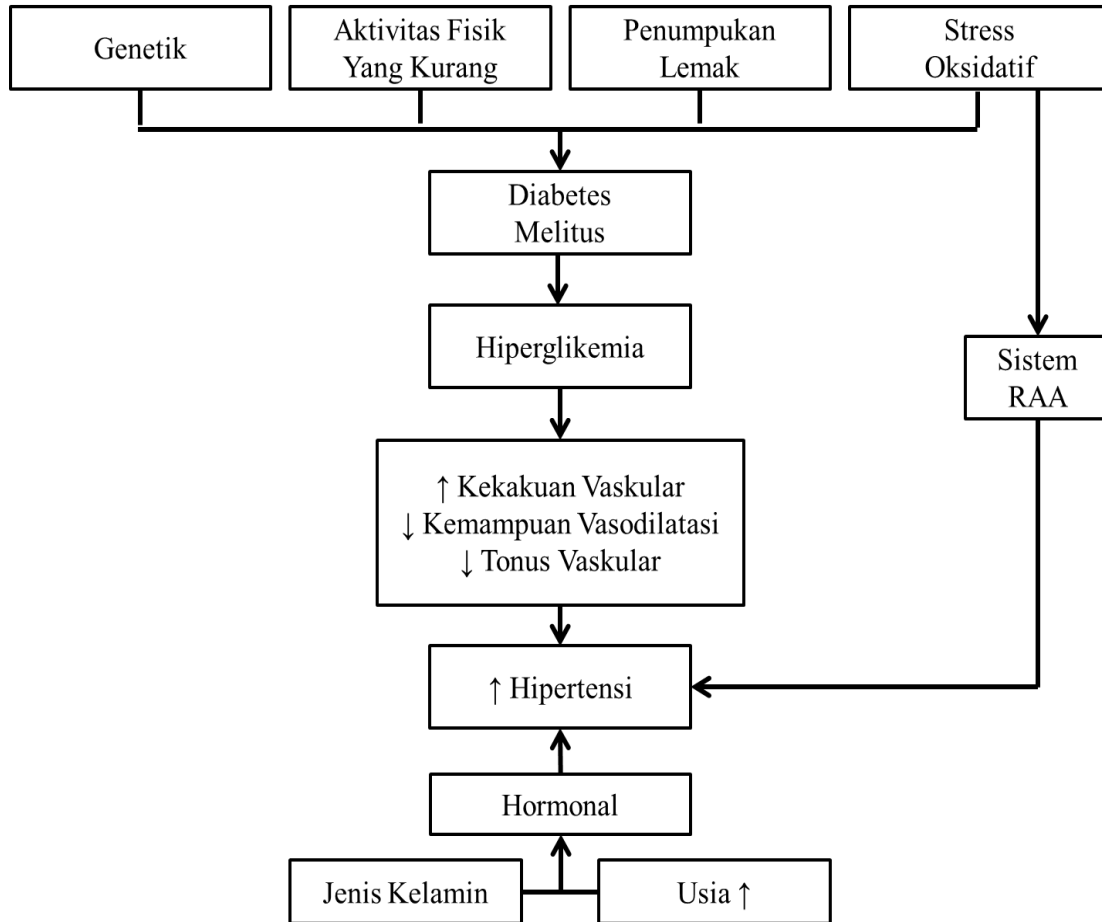 Genetik
Aktivitas Fisik
Yang Kurang
Penumpukan
Lemak
Stress
Oksidatif
Diabetes
Melitus
Hiperglikemia
Sistem
RAA
↑ Kekakuan Vaskular
↓ Kemampuan Vasodilatasi
↓ Tonus Vaskular
↑ Hipertensi
Hormonal
Jenis Kelamin
Usia ↑